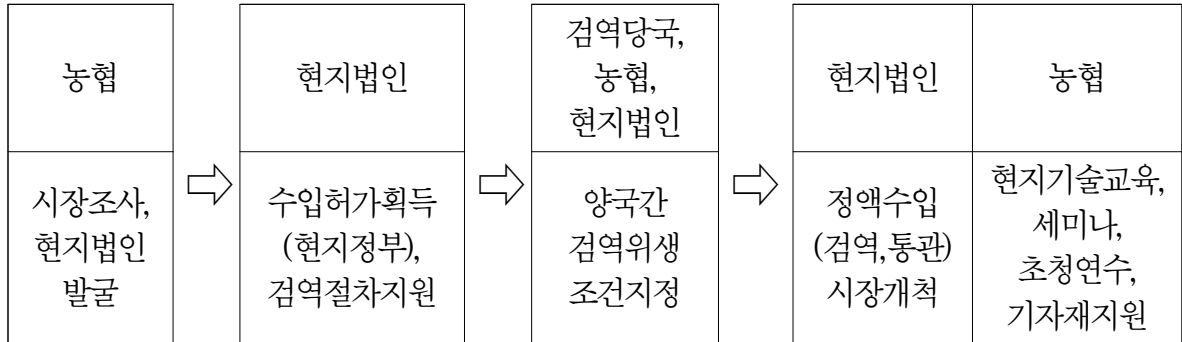 농협
시장조사,
현지법인
발굴
현지법인
수입허가획득
(현지정부),
검역절차지원
검역당국,
농협,
현지법인
양국간
검역위생
조건지정
현지법인
정액수입
(검역,통관)
시장개척
농협
현지기술교육,
세미나,
초청연수,
기자재지원